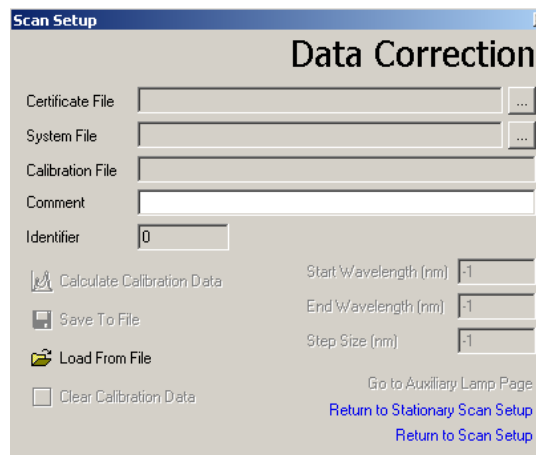 Scan Setup
Data Correction
Certificate File
...
System File
...
Calibration File
Comment
Identifier
0
Calculate Calibration Data
Start Wavelength (nm)
-1
End Wavelength (nm)
-1
Save To File
Step Size (nm)
-1
Load From File
Go to Auxiliary Lamp Page
Clear Calibration Data
Return to Stationary Scan Setup
Return to Scan Setup